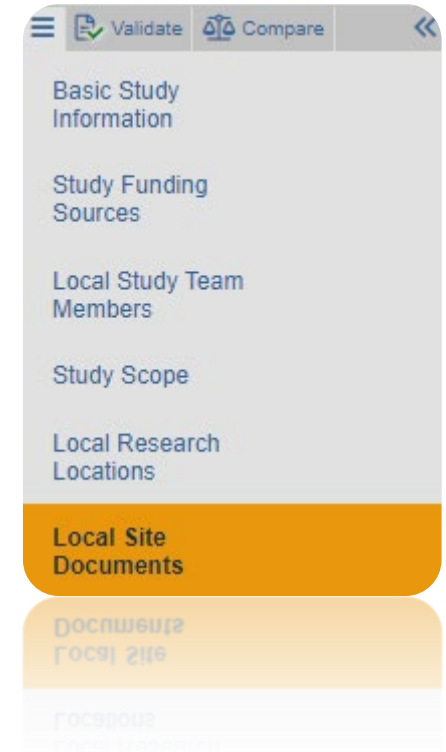 Validate Compare
Basic Study
Information
Study Funding
Sources
Local Study Team
Members
Study Scope
Local Research
Locations
Local Site
Documents